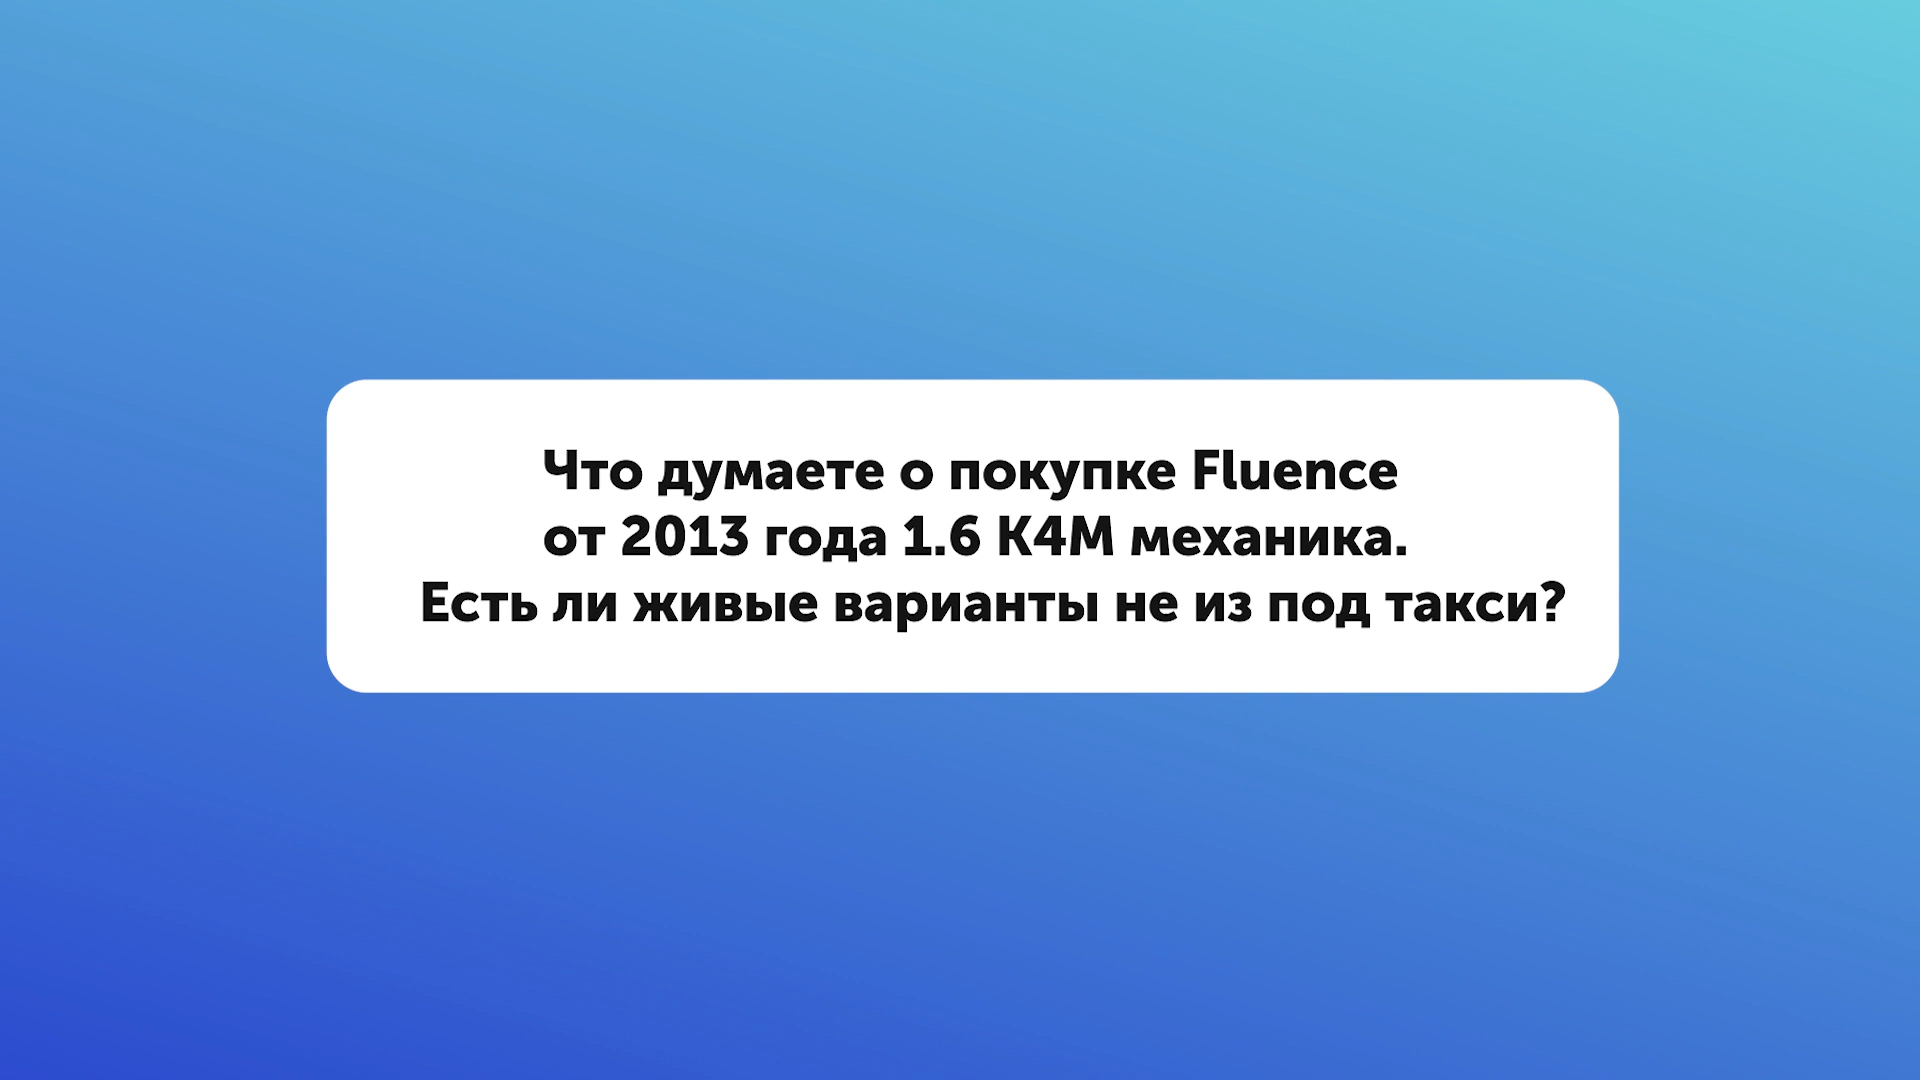 Что думаете о покупке Fluence
от 2013 года 1.6 K4M механика.
Есть ли живые варианты не из под такси?